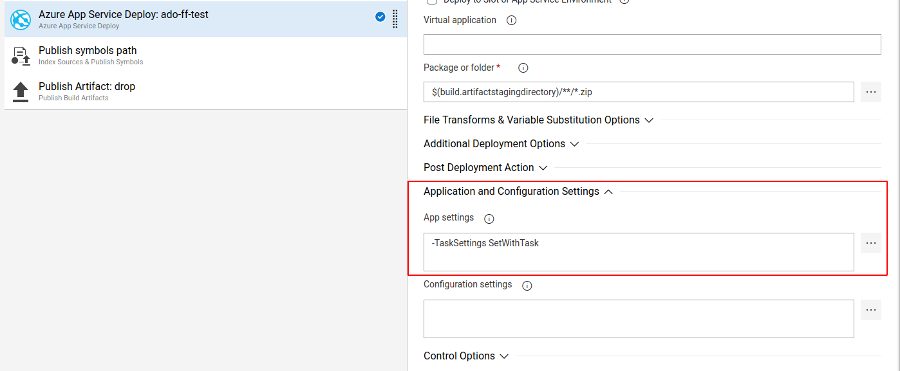 Azure App Service Deploy: ado-ff-test
Azure App Service Deploy
Publish symbols path
Index Sources & Publish Symbols
Publish Artifact: drop
Publish Build Artifacts
Deploy to Slot or App Service Environment
Virtual application
Package or folder *
$(build.artifactstagingdirectory)/**/*.zip
File Transforms & Variable Substitution Options
Additional Deployment Options
Post Deployment Action
Application and Configuration Settings
App settings
-TaskSettings SetWithTask
Configuration settings
Control Options